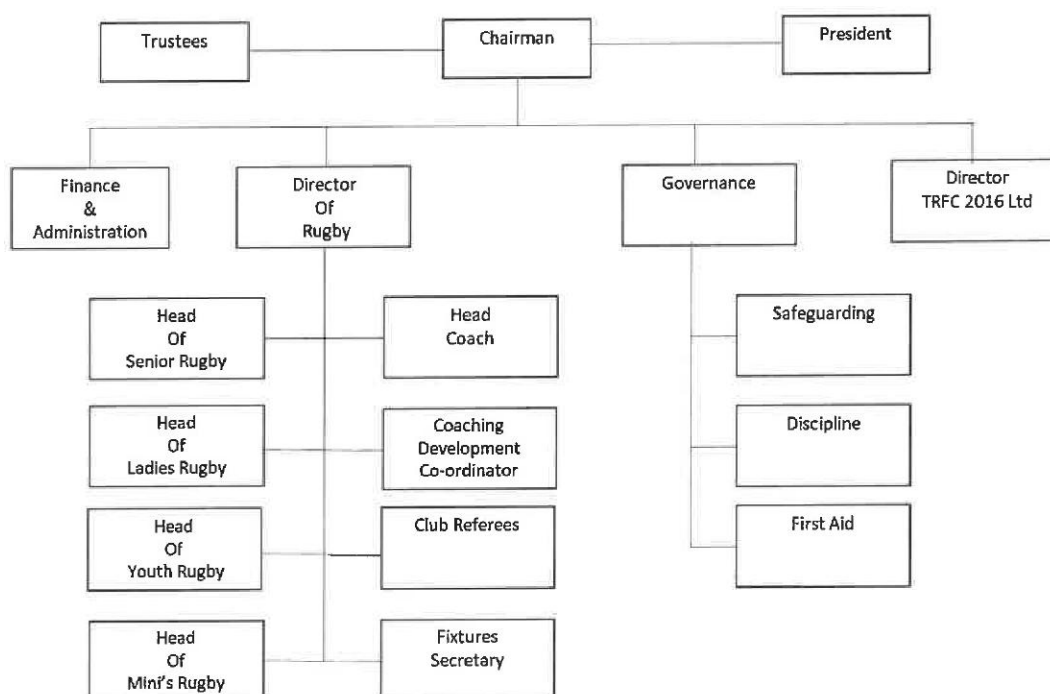 Trustees
Chairman
President
Finance
&
Administration
Director
Of
Rugby
Governance
Director
TRFC 2016 Ltd
Head
Of
Senior Rugby
Head
Coach
Safeguarding
Head
Of
Ladies Rugby
Coaching
Development
Co-ordinator
Discipline
Head
Of
Youth Rugby
Club Referees
First Aid
Head
Of
Mini's Rugby
Fixtures
Secretary